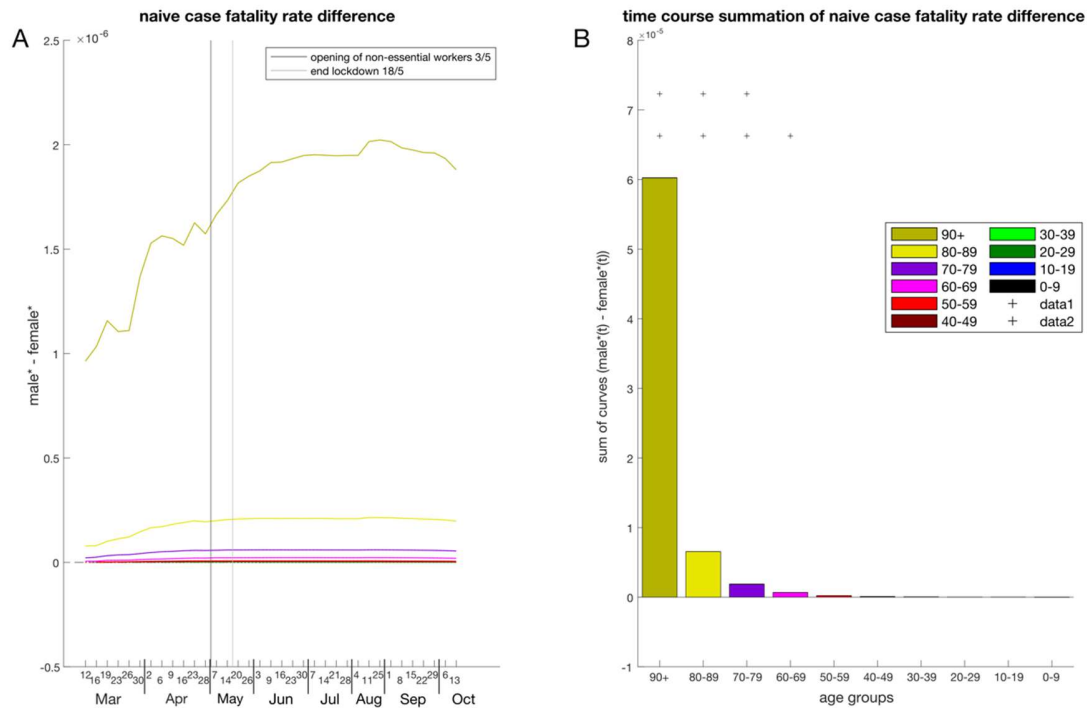 naive case fatality rate difference
A
×10⁻⁶
2.5
2
1.5
1
0.5
0
-0.5
male* - female*
opening of non-essential workers 3/5
end lockdown 18/5
12 16 19 23 26 30 2 6 9 16 23 28 7 14 20 26 3 9 16 23 30 7 14 21 28 4 11 25 1 8 15 22 29 6 13
Mar Apr May Jun Jul Aug Sep Oct
time course summation of naive case fatality rate difference
B
×10⁻⁵
8
7
6
5
4
3
2
1
0
-1
sum of curves (male*(t) - female*(t))
90+ 30-39
80-89 20-29
70-79 10-19
60-69 0-9
50-59 + data1
40-49 + data2
90+ 80-89 70-79 60-69 50-59 40-49 30-39 20-29 10-19 0-9
age groups